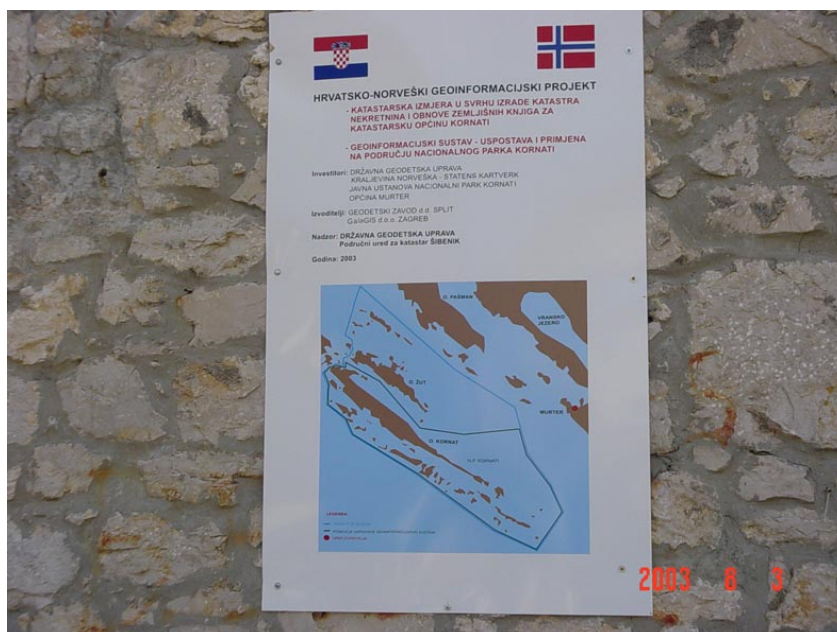 HRVATSKO-NORVEŠKI GEOINFORMACIJSKI PROJEKT
- KATASTARSKA IZMJERA U SVRHU IZRADE KATASTRA
NEKRETNINA I OBNOVE ZEMLJIŠNIH KNJIGA ZA
KATASTARSKU OPĆINU KORNATI
- GEOINFORMACIJSKI SUSTAV - USPOSTAVA I PRIMJENA
NA PODRUČJU NACIONALNOG PARKA KORNATI
Investitori: DRŽAVNA GEODETSKA UPRAVA
KRALJEVINA NORVEŠKA - STATENS KARTVERK
JAVNA USTANOVA NACIONALNI PARK KORNATI
OPĆINA MURTER
Izvoditelji: GEODETSKI ZAVOD d.d. SPLIT
GalaGIS d.o.o. ZAGREB
Nadzor: DRŽAVNA GEODETSKA UPRAVA
Područni ured za katastar ŠIBENIK
Godina: 2003
O. PAŠMAN
VRANSKO
JEZERO
O. ŽUT
MURTER
O. KORNAT
N.P. KORNATI
LEGENDA
2003 8 3